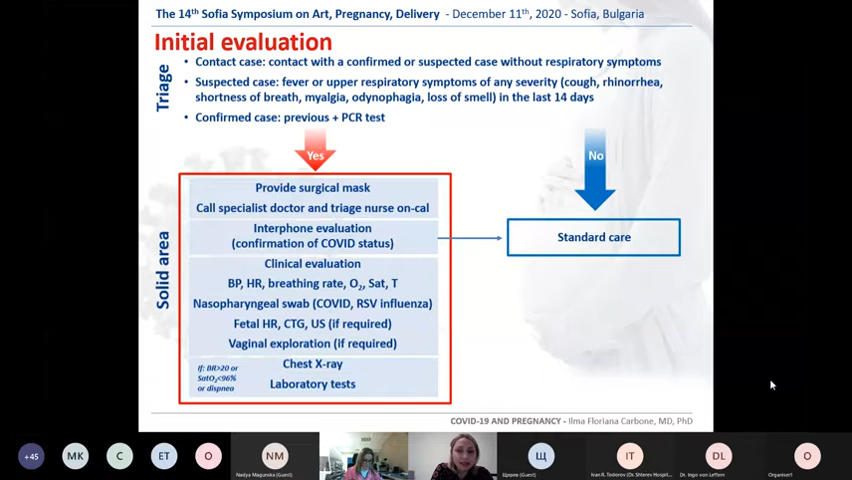 The 14th Sofia Symposium on Art, Pregnancy, Delivery - December 11th, 2020 - Sofia, Bulgaria
Initial evaluation
Triage
• Contact case: contact with a confirmed or suspected case without respiratory symptoms
• Suspected case: fever or upper respiratory symptoms of any severity (cough, rhinorrhea,
shortness of breath, myalgia, odynophagia, loss of smell) in the last 14 days
• Confirmed case: previous + PCR test
Yes
No
Solid area
Provide surgical mask
Call specialist doctor and triage nurse on-cal
Interphone evaluation
(confirmation of COVID status)
Standard care
Clinical evaluation
BP, HR, breathing rate, O2, Sat, T
Nasopharyngeal swab (COVID, RSV influenza)
Fetal HR, CTG, US (if required)
Vaginal exploration (if required)
If: BR>20 or
SatO2<96%
or dispnea
Chest X-ray
Laboratory tests
COVID-19 AND PREGNANCY - Ilma Floriana Carbone, MD, PhD
+45
MK
C
ET
O
NM
Щ
IT
DL
O
Nadya Magunska (Guest)
(Guest)
Ivan R. Todorov (Dr. Shterev Hospit...
Dr. Ingo von Leffern
Organiser1